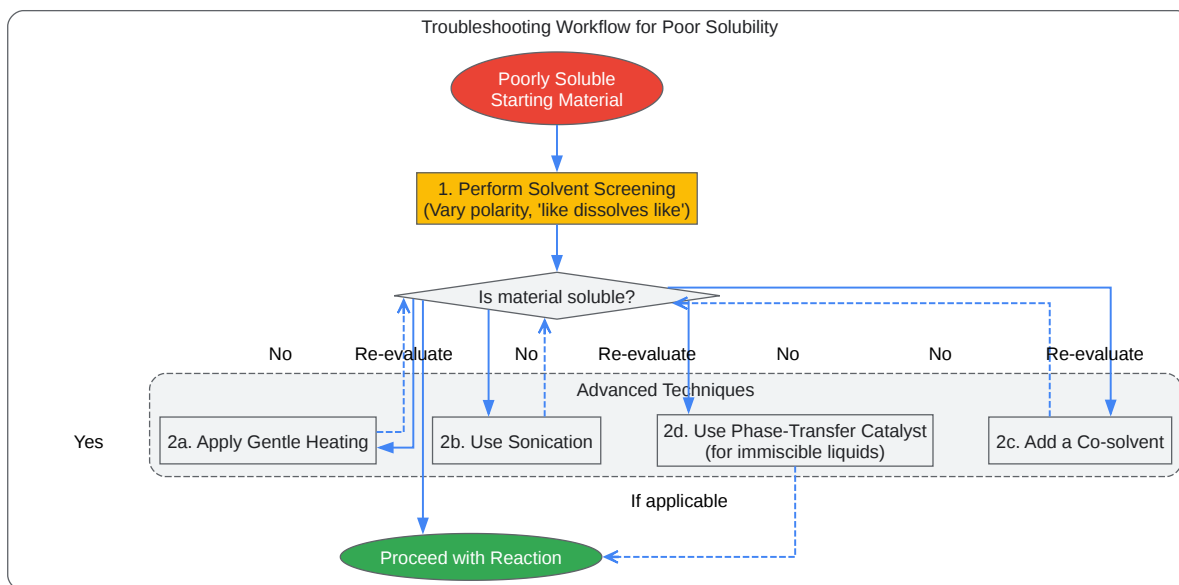 Troubleshooting Workflow for Poor Solubility
Poorly Soluble
Starting Material
1. Perform Solvent Screening
(Vary polarity, 'like dissolves like')
Is material soluble?
No
Re-evaluate
No
Re-evaluate
No
No
Re-evaluate
Advanced Techniques
Yes
2a. Apply Gentle Heating
2b. Use Sonication
2d. Use Phase-Transfer Catalyst
(for immiscible liquids)
2c. Add a Co-solvent
If applicable
Proceed with Reaction